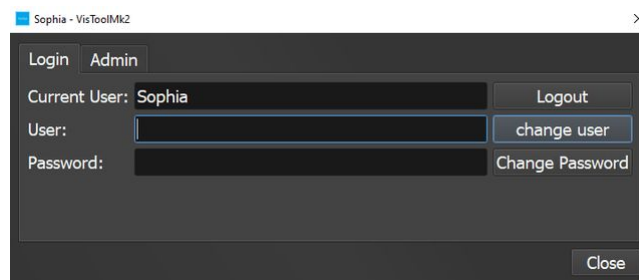 Sophia - VisToolMk2
Login Admin
Current User: Sophia Logout
User: change user
Password: Change Password
Close